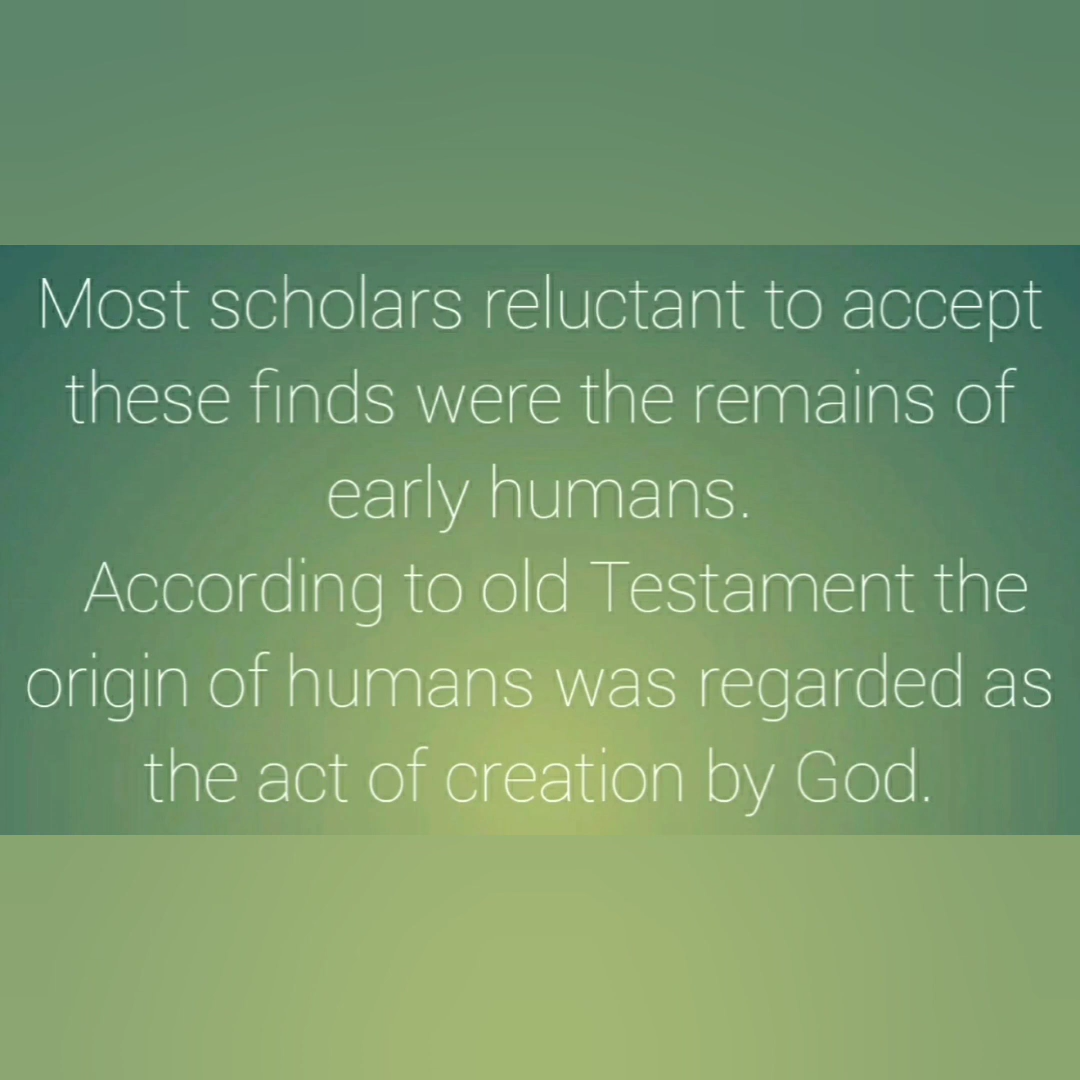 Most scholars reluctant to accept
these finds were the remains of
early humans.
According to old Testament the
origin of humans was regarded as
the act of creation by God.